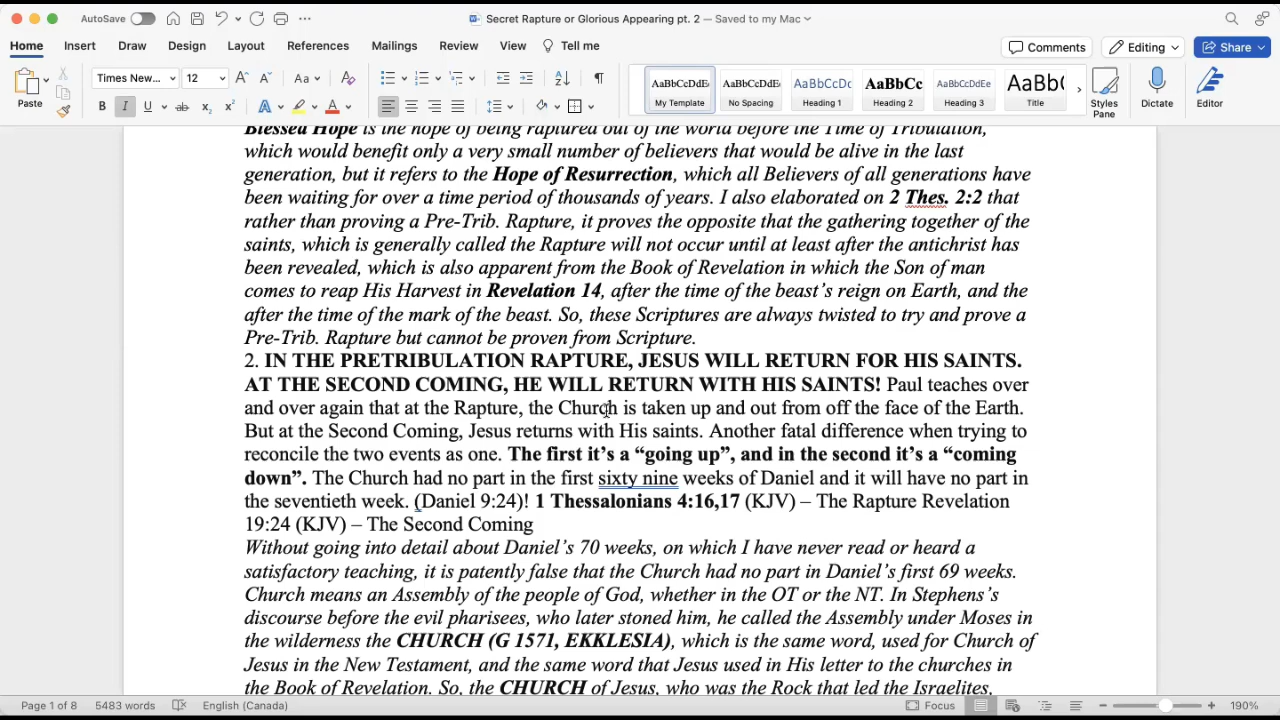 AutoSave
Secret Rapture or Glorious Appearing pt. 2 — Saved to my Mac
Home Insert Draw Design Layout References Mailings Review View Tell me
Comments Editing Share
Paste
Times New... 12
AaBbCcDdE AaBbCcDdE AaBbCcDc AaBbCc AaBbCcDdEe AaBb(
My Template No Spacing Heading 1 Heading 2 Heading 3 Title
Styles Pane
Dictate
Editor
Blessed Hope is the hope of being raptured out of the world before the Time of Tribulation,
which would benefit only a very small number of believers that would be alive in the last
generation, but it refers to the Hope of Resurrection, which all Believers of all generations have
been waiting for over a time period of thousands of years. I also elaborated on 2 Thes. 2:2 that
rather than proving a Pre-Trib. Rapture, it proves the opposite that the gathering together of the
saints, which is generally called the Rapture will not occur until at least after the antichrist has
been revealed, which is also apparent from the Book of Revelation in which the Son of man
comes to reap His Harvest in Revelation 14, after the time of the beast's reign on Earth, and the
after the time of the mark of the beast. So, these Scriptures are always twisted to try and prove a
Pre-Trib. Rapture but cannot be proven from Scripture.
2. IN THE PRETRIBULATION RAPTURE, JESUS WILL RETURN FOR HIS SAINTS.
AT THE SECOND COMING, HE WILL RETURN WITH HIS SAINTS! Paul teaches over
and over again that at the Rapture, the Church is taken up and out from off the face of the Earth.
But at the Second Coming, Jesus returns with His saints. Another fatal difference when trying to
reconcile the two events as one. The first it's a “going up”, and in the second it's a “coming
down”. The Church had no part in the first sixty nine weeks of Daniel and it will have no part in
the seventieth week. (Daniel 9:24)! 1 Thessalonians 4:16,17 (KJV) – The Rapture Revelation
19:24 (KJV) – The Second Coming
Without going into detail about Daniel's 70 weeks, on which I have never read or heard a
satisfactory teaching, it is patently false that the Church had no part in Daniel's first 69 weeks.
Church means an Assembly of the people of God, whether in the OT or the NT. In Stephens's
discourse before the evil pharisees, who later stoned him, he called the Assembly under Moses in
the wilderness the CHURCH (G 1571, EKKLESIA), which is the same word, used for Church of
Jesus in the New Testament, and the same word that Jesus used in His letter to the churches in
the Book of Revelation. So, the CHURCH of Jesus, who was the Rock that led the Israelites,
Page 1 of 8 5483 words English (Canada) Focus 190%